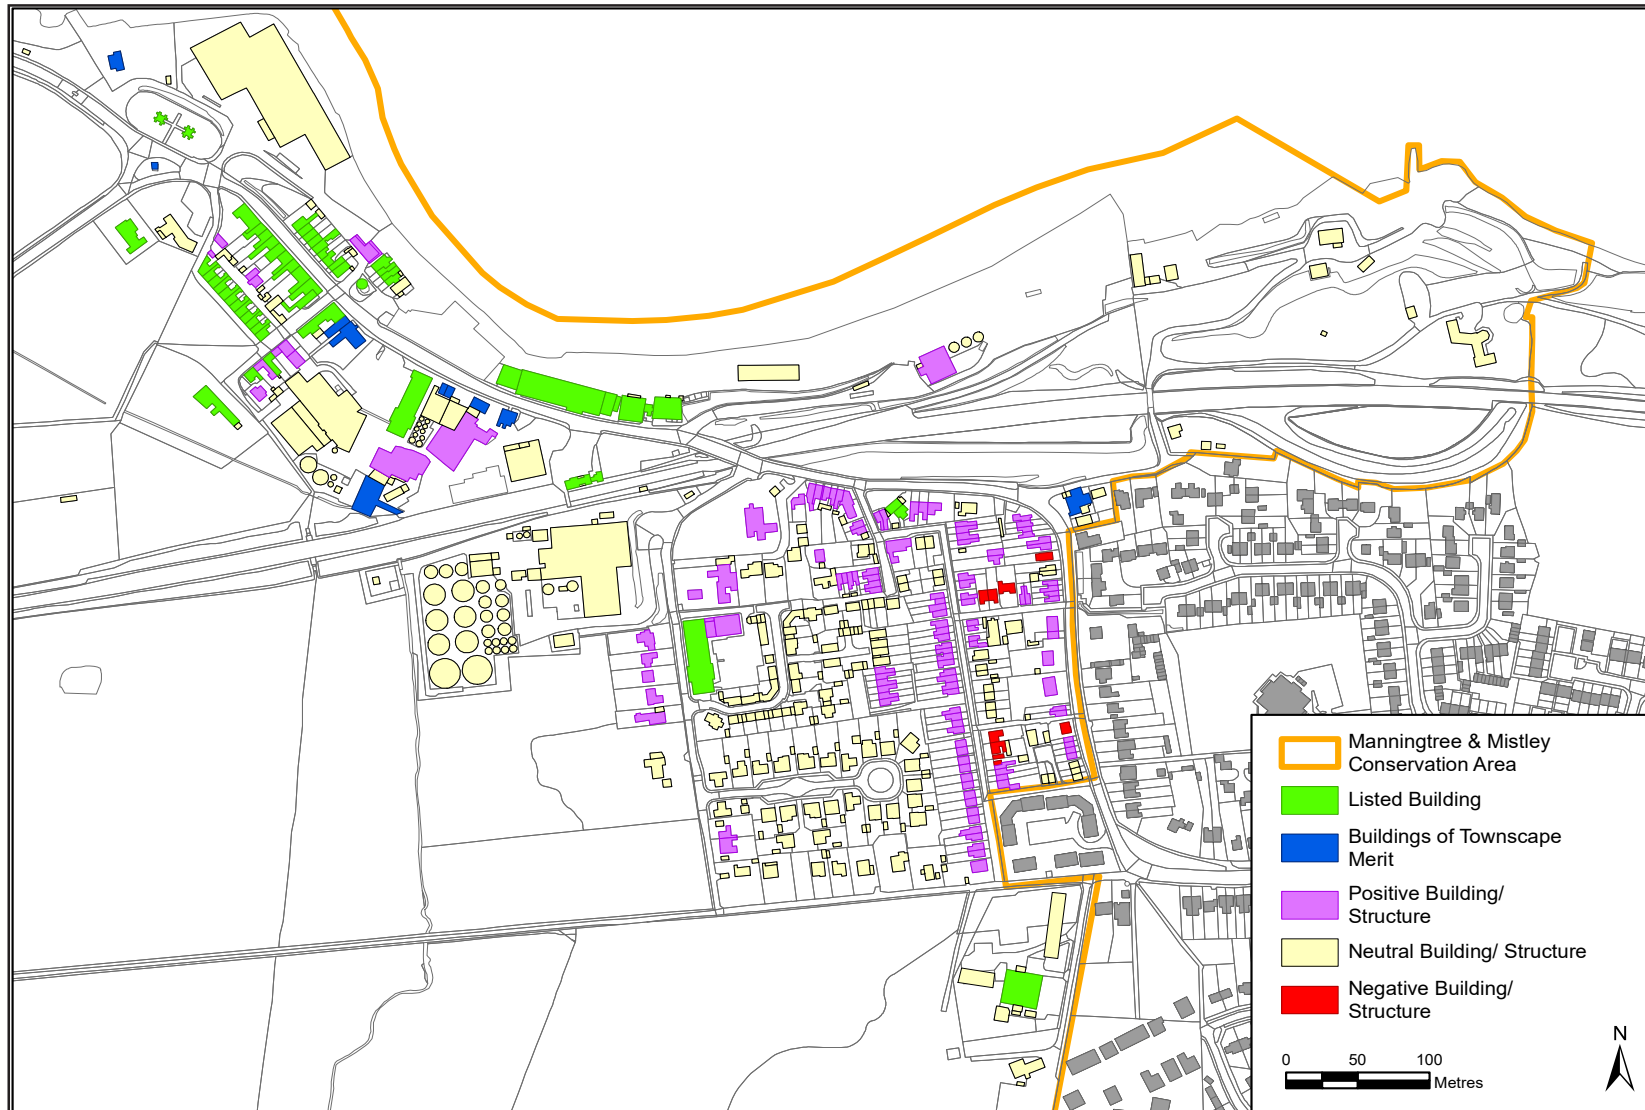 Manningtree & Mistley
Conservation Area
Listed Building
Buildings of Townscape
Merit
Positive Building/
Structure
Neutral Building/ Structure
Negative Building/
Structure
N
0 50 100
Metres